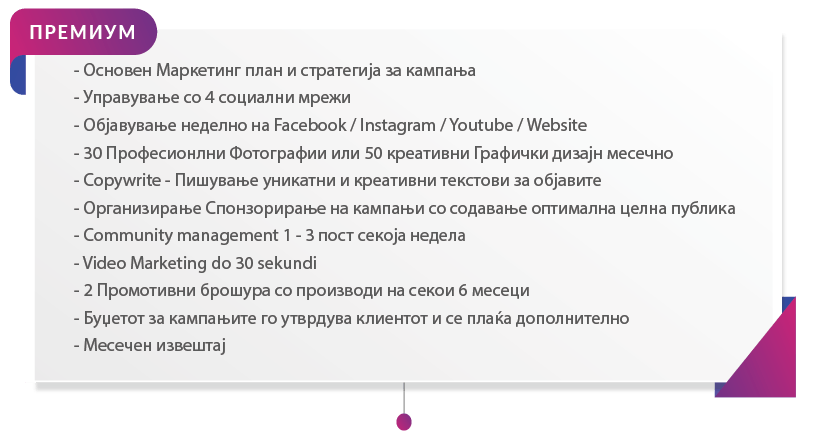 ПРЕМИУМ
- Основен Маркетинг план и стратегија за кампања
- Управување со 4 социални мрежи
- Објавување неделно на Facebook / Instagram / Youtube / Website
- 30 Професионлни Фотографии или 50 креативни Графички дизајн месечно
- Copywrite - Пишување уникатни и креативни текстови за објавите
- Организирање Спонзорирање на кампањи со содавање оптимална целна публика
- Community management 1 - 3 пост секоја недела
- Video Marketing do 30 sekundi
- 2 Промотивни брошура со производи на секои 6 месеци
- Буџетот за кампањите го утврдува клиентот и се плаќа дополнително
- Месечен извештај